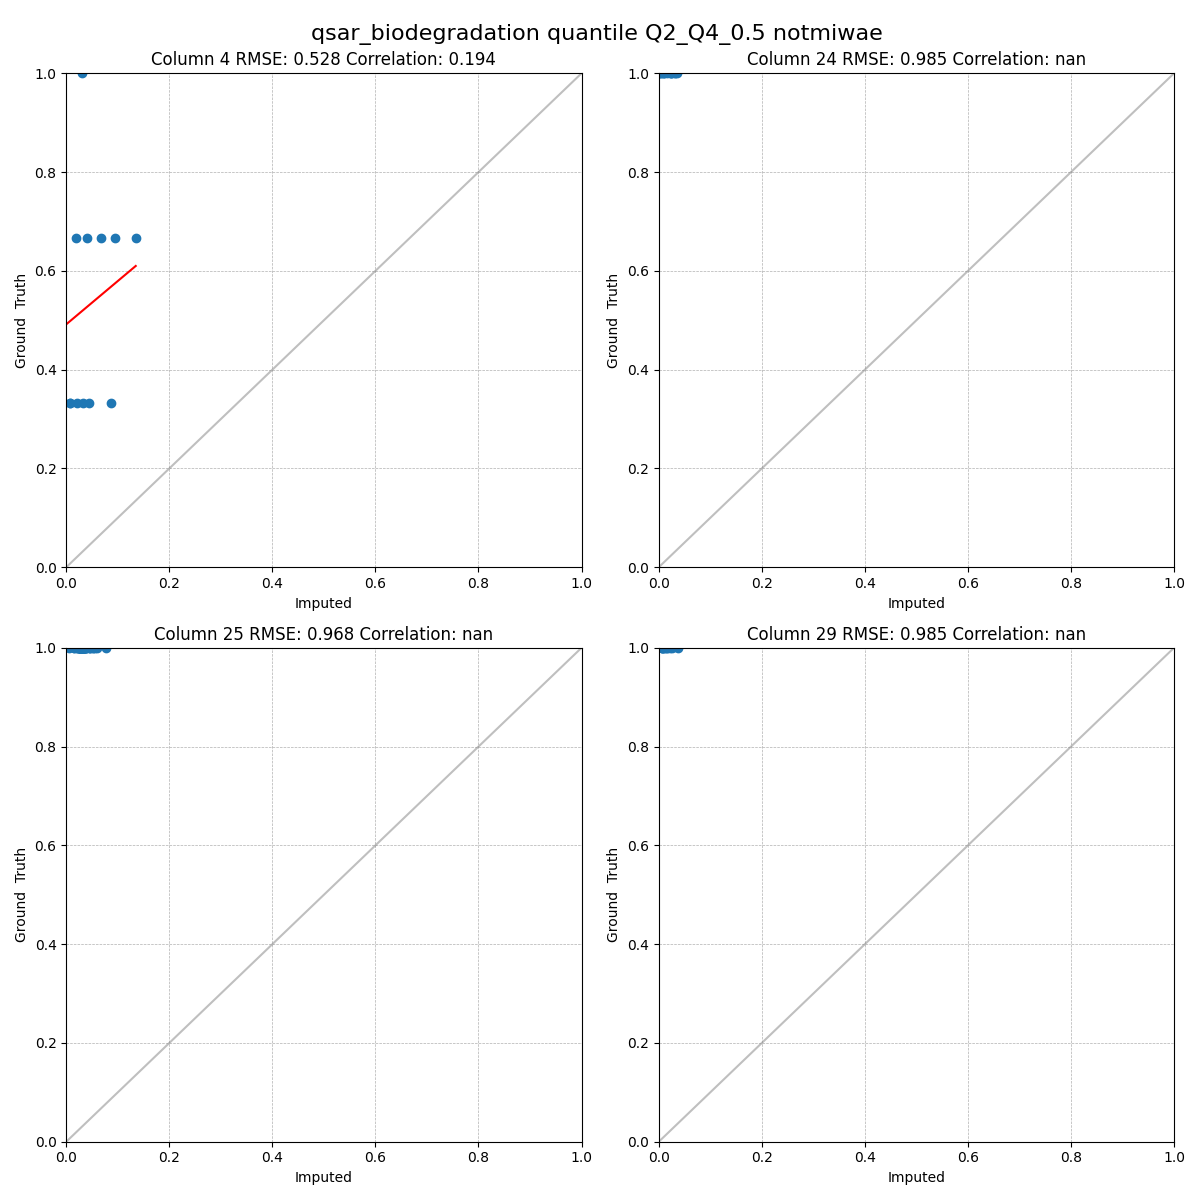 qsar_biodegradation quantile Q2_Q4_0.5 notmiwae
Column 4 RMSE: 0.528 Correlation: 0.194
1.0
0.8
0.6
0.4
0.2
0.0
Ground Truth
0.0 0.2 0.4 0.6 0.8 1.0
Imputed
Column 24 RMSE: 0.985 Correlation: nan
1.0
0.8
0.6
0.4
0.2
0.0
Ground Truth
0.0 0.2 0.4 0.6 0.8 1.0
Imputed
Column 25 RMSE: 0.968 Correlation: nan
1.0
0.8
0.6
0.4
0.2
0.0
Ground Truth
0.0 0.2 0.4 0.6 0.8 1.0
Imputed
Column 29 RMSE: 0.985 Correlation: nan
1.0
0.8
0.6
0.4
0.2
0.0
Ground Truth
0.0 0.2 0.4 0.6 0.8 1.0
Imputed